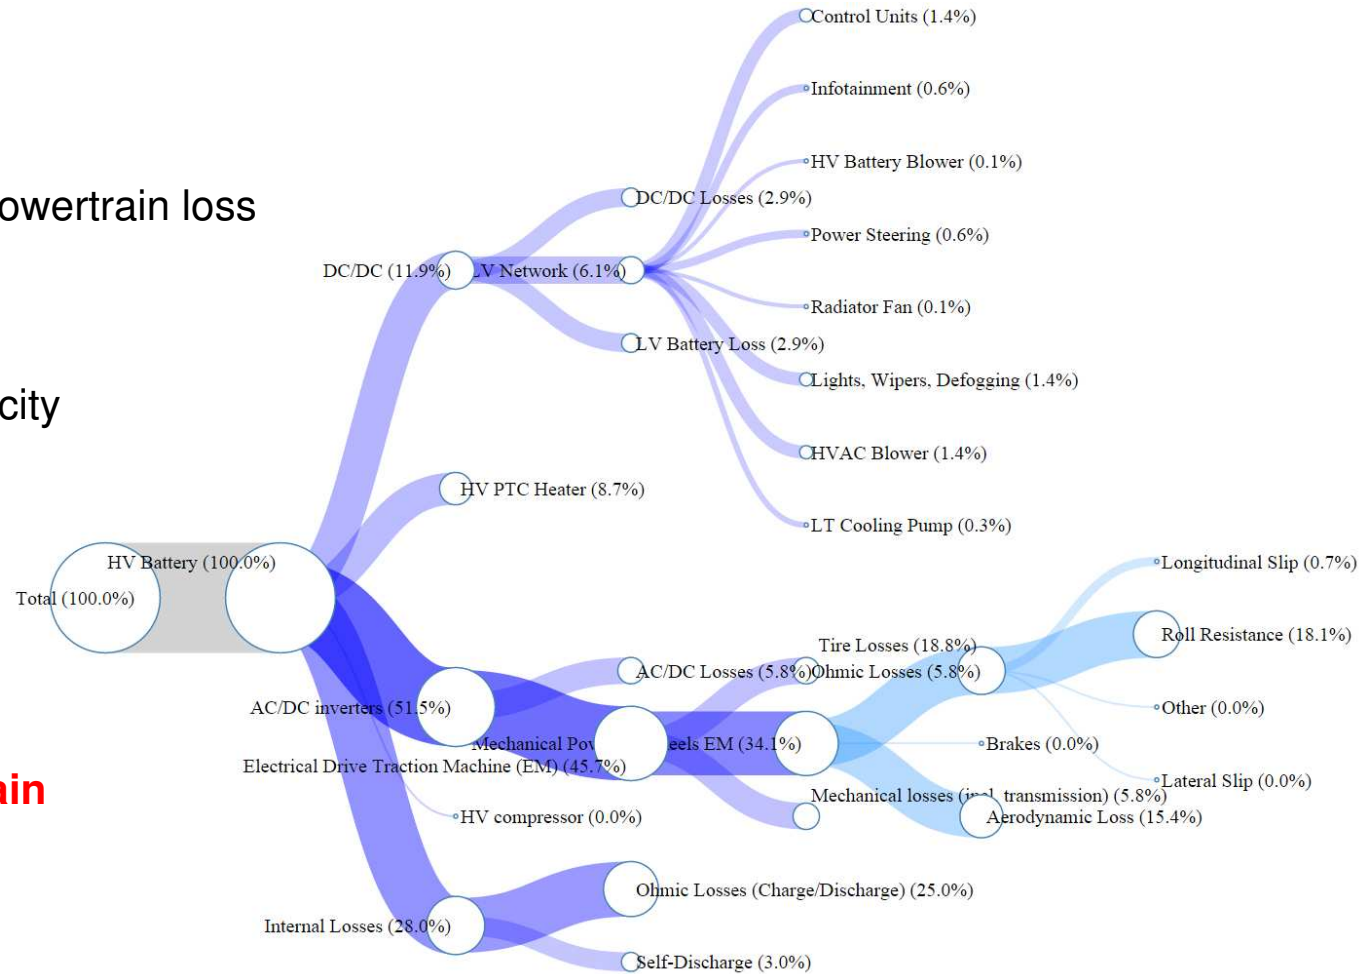 Control Units (1.4%)
Infotainment (0.6%)
HV Battery Blower (0.1%)
owertrain loss
DC/DC Losses (2.9%)
Power Steering (0.6%)
DC/DC (11.9%)
LV Network (6.1%)
Radiator Fan (0.1%)
LV Battery Loss (2.9%)
Lights, Wipers, Defogging (1.4%)
city
HVAC Blower (1.4%)
HV PTC Heater (8.7%)
LT Cooling Pump (0.3%)
HV Battery (100.0%)
Longitudinal Slip (0.7%)
Total (100.0%)
Roll Resistance (18.1%)
Tire Losses (18.8%)
AC/DC Losses (5.8%)
Ohmic Losses (5.8%)
AC/DC inverters (51.5%)
Other (0.0%)
Mechanical Pow eels EM (34.1%)
Brakes (0.0%)
Electrical Drive Traction Machine (EM) (45.7%)
Lateral Slip (0.0%)
ain
Mechanical losses (incl. transmission) (5.8%)
HV compressor (0.0%)
Aerodynamic Loss (15.4%)
Ohmic Losses (Charge/Discharge) (25.0%)
Internal Losses (28.0%)
Self-Discharge (3.0%)